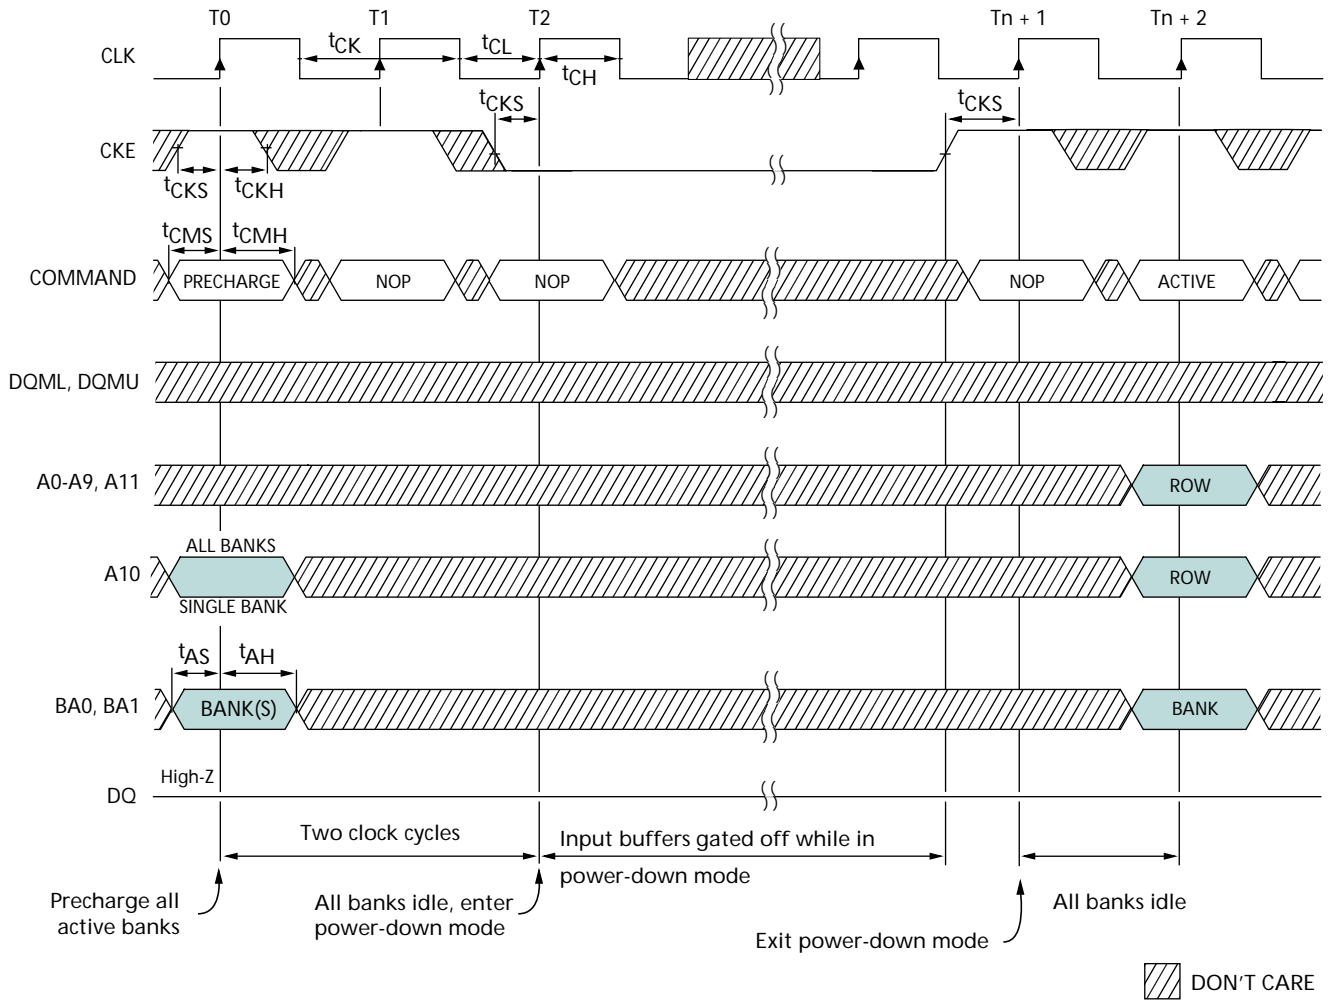 T0 T1 T2 Tn + 1 Tn + 2
CLK
tCK tCL
tCH
tCKS tCKS
CKE
tCKS tCKH
tCMS tCMH
COMMAND PRECHARGE NOP NOP NOP ACTIVE
DQML, DQMU
A0-A9, A11 ROW
ALL BANKS
A10 ROW
SINGLE BANK
tAS tAH
BA0, BA1 BANK(S) BANK
High-Z
DQ
Two clock cycles
Input buffers gated off while in
power-down mode
Precharge all
active banks
All banks idle, enter
power-down mode
All banks idle
Exit power-down mode
DON'T CARE